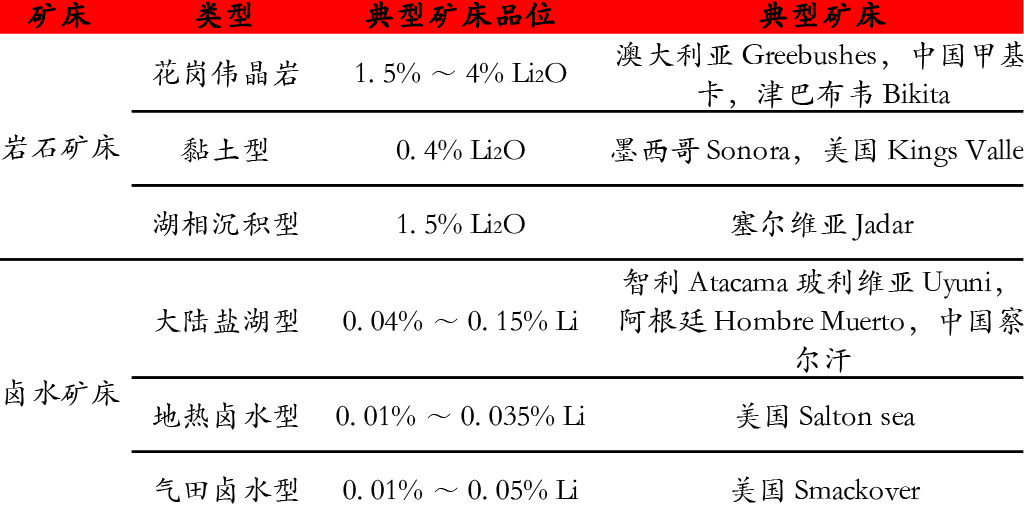 矿床 类型 典型矿床品位 典型矿床
岩石矿床
花岗伟晶岩 1.5% ～ 4% Li2O 澳大利亚 Greebushes，中国甲基
卡，津巴布韦 Bikita
黏土型 0.4% Li2O 墨西哥 Sonora，美国 Kings Valle
湖相沉积型 1.5% Li2O 塞尔维亚 Jadar
卤水矿床
大陆盐湖型 0.04% ～ 0.15% Li 智利 Atacama 玻利维亚 Uyuni，
阿根廷 Hombre Muerto，中国察
尔汗
地热卤水型 0.01% ～ 0.035% Li 美国 Salton sea
气田卤水型 0.01% ～ 0.05% Li 美国 Smackover